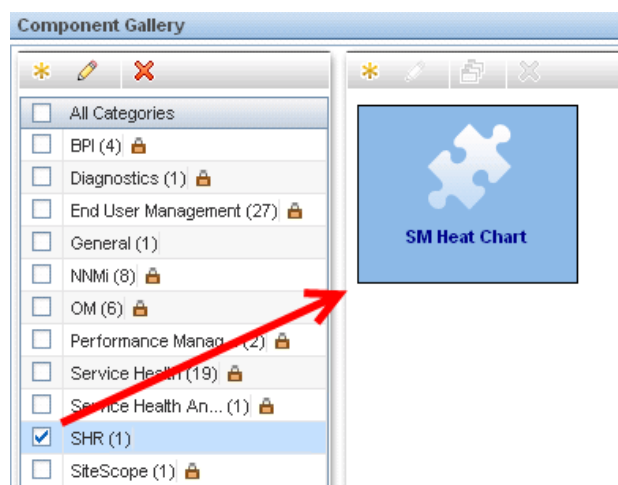 Component Gallery
All Categories
BPI (4)
Diagnostics (1)
End User Management (27)
General (1)
NNMi (8)
OM (6)
Performance Manag... (2)
Service Health (19)
Service Health An... (1)
SHR (1)
SiteScope (1)
SM Heat Chart